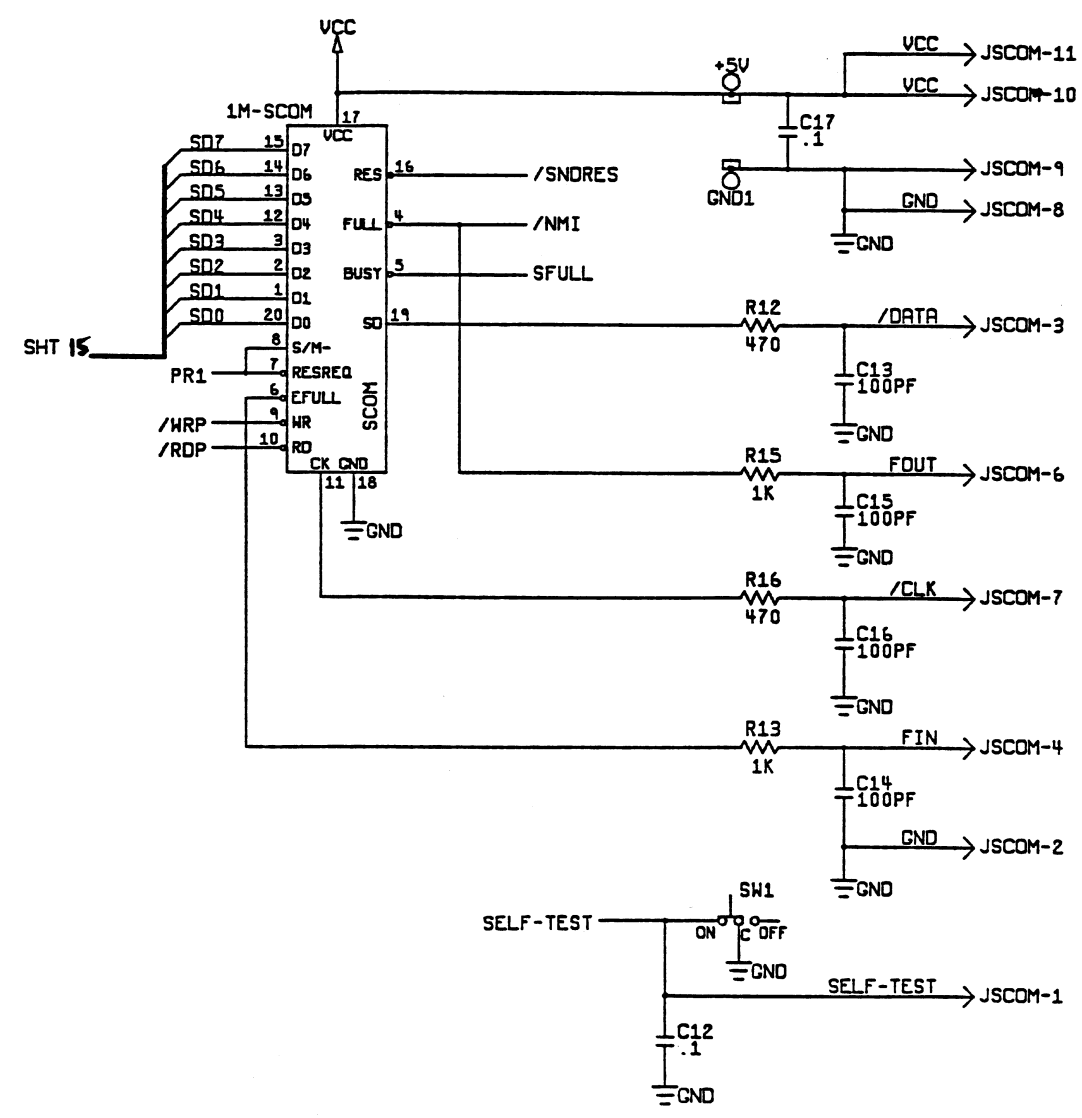 VCC
VCC JSCOM-11
+5V
VCC JSCOM-10
1M-SCOM
17
VCC
C17
.1
SD7 15 D7
SD6 14 D6
RES 16 /SNDRES
JSCOM-9
GND1
SD5 13 D5
GND JSCOM-8
SD4 12 D4
FULL 4 /NMI
GND
SD3 3 D3
SD2 2 D2
BUSY 5 SFULL
SD1 1 D1
SD0 20 D0
SD 19
R12
470
/DATA JSCOM-3
SHT 15
8 S/M-
PR1 7 RESREQ
6 EFULL
SCOM
C13
100PF
GND
/WRP 9 WR
/RDP 10 RD
CK GND
11 18
GND
R15
1K
FOUT JSCOM-6
C15
100PF
GND
R16
470
/CLK JSCOM-7
C16
100PF
GND
R13
1K
FIN JSCOM-4
C14
100PF
GND JSCOM-2
GND
SW1
SELF-TEST
ON C OFF
GND
SELF-TEST JSCOM-1
C12
.1
GND